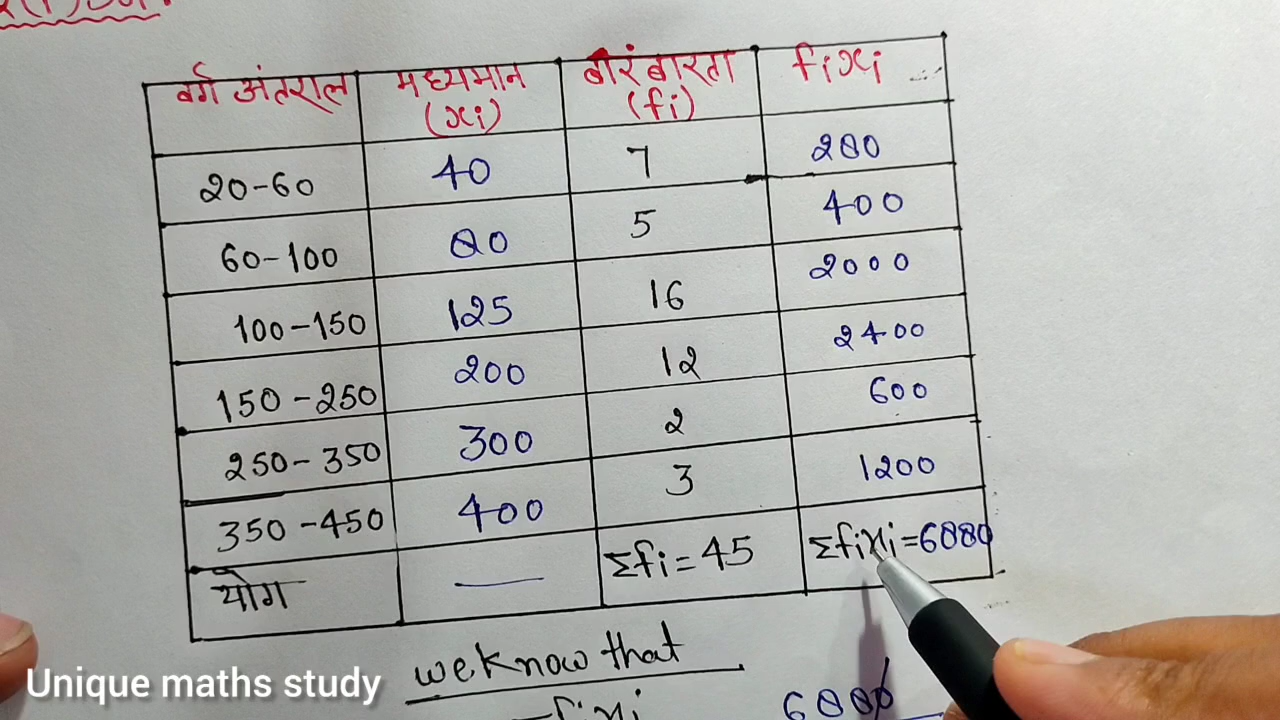 वर्ग अंतराल मध्यमान बारंबारता fixi
(xi) (fi)
20-60 40 7 280
60-100 80 5 400
100-150 125 16 2000
150-250 200 12 2400
250-350 300 2 600
350-450 400 3 1200
योग — Σfi=45 Σfixi=6880
we know that
fixi 6880
Unique maths study